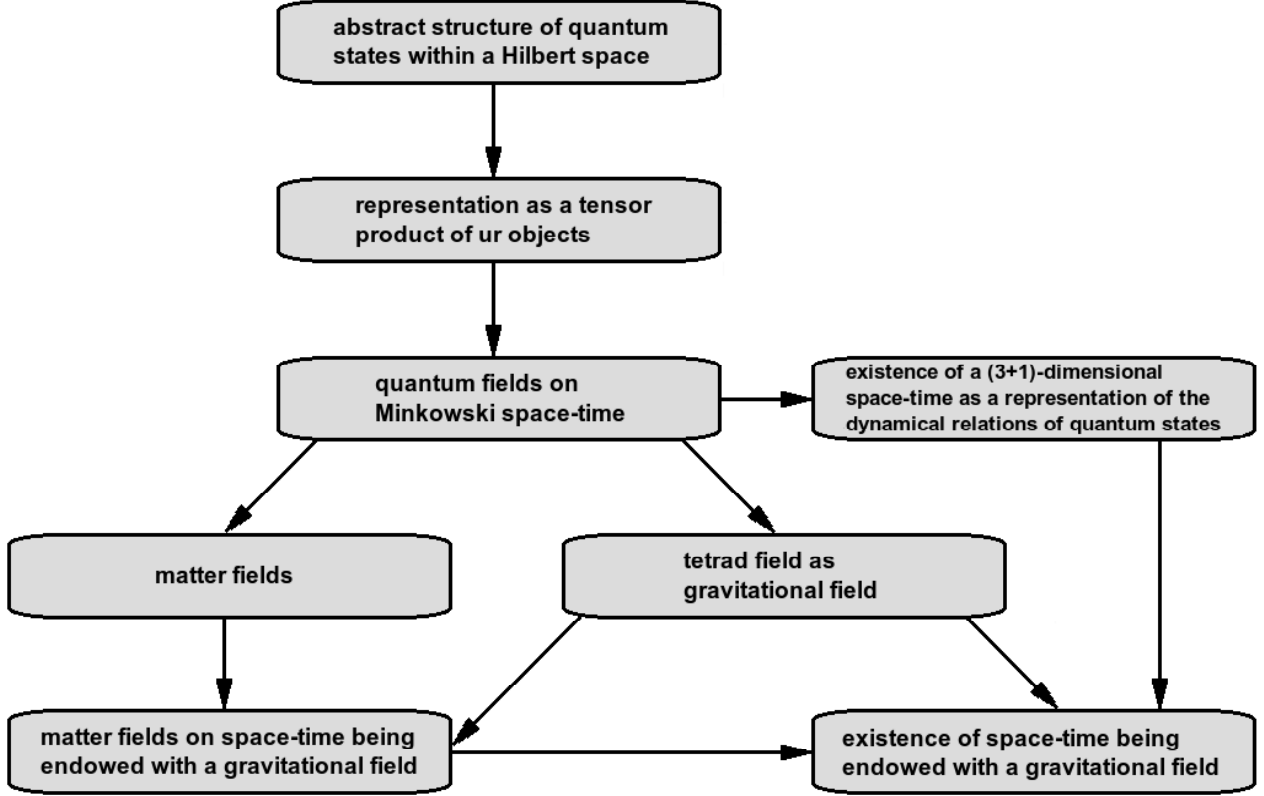 abstract structure of quantum
states within a Hilbert space
representation as a tensor
product of ur objects
quantum fields on
Minkowski space-time
existence of a (3+1)-dimensional
space-time as a representation of the
dynamical relations of quantum states
matter fields
tetrad field as
gravitational field
matter fields on space-time being
endowed with a gravitational field
existence of space-time being
endowed with a gravitational field